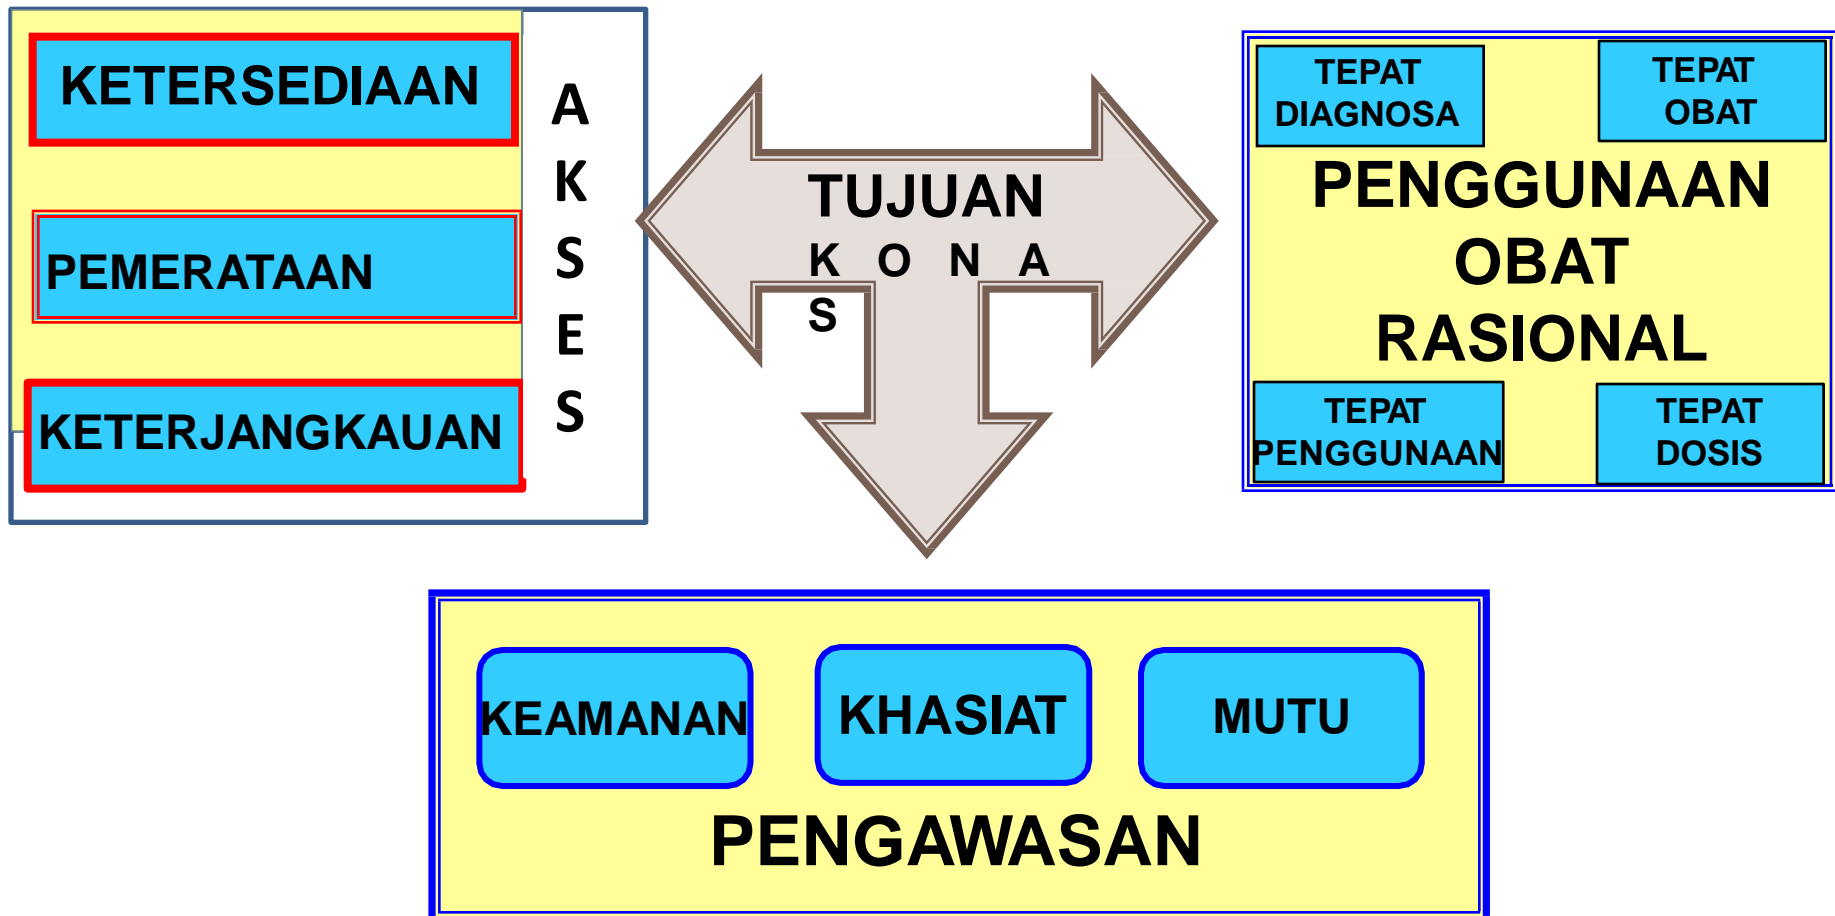 KETERSEDIAAN
PEMERATAAN
KETERJANGKAUAN
A
K
S
E
S
TUJUAN
K O N A
S
TEPAT
DIAGNOSA
TEPAT
OBAT
PENGGUNAAN
OBAT
RASIONAL
TEPAT
PENGGUNAAN
TEPAT
DOSIS
KEAMANAN
KHASIAT
MUTU
PENGAWASAN